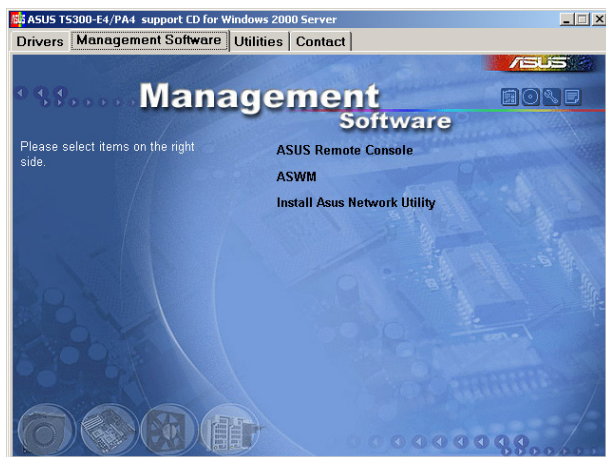 ASUS TS300-E4/PA4 support CD for Windows 2000 Server
Drivers Management Software Utilities Contact
ASUS
Management
Software
Please select items on the right
side.
ASUS Remote Console
ASWM
Install Asus Network Utility